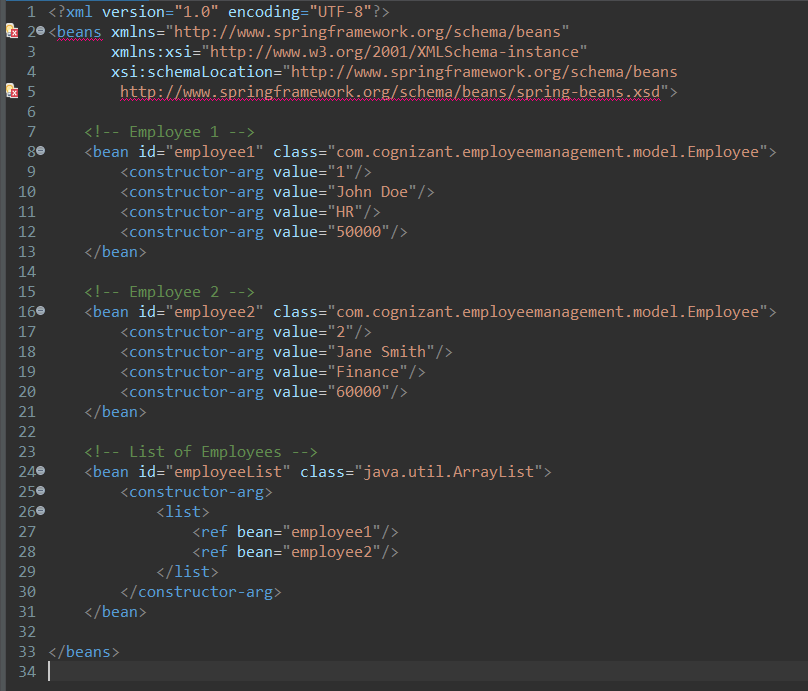 1 <?xml version="1.0" encoding="UTF-8"?>
2 <beans xmlns="http://www.springframework.org/schema/beans"
3        xmlns:xsi="http://www.w3.org/2001/XMLSchema-instance"
4        xsi:schemaLocation="http://www.springframework.org/schema/beans
5         http://www.springframework.org/schema/beans/spring-beans.xsd">
6
7     <!-- Employee 1 -->
8     <bean id="employee1" class="com.cognizant.employeemanagement.model.Employee">
9         <constructor-arg value="1"/>
10         <constructor-arg value="John Doe"/>
11         <constructor-arg value="HR"/>
12         <constructor-arg value="50000"/>
13     </bean>
14
15     <!-- Employee 2 -->
16     <bean id="employee2" class="com.cognizant.employeemanagement.model.Employee">
17         <constructor-arg value="2"/>
18         <constructor-arg value="Jane Smith"/>
19         <constructor-arg value="Finance"/>
20         <constructor-arg value="60000"/>
21     </bean>
22
23     <!-- List of Employees -->
24     <bean id="employeeList" class="java.util.ArrayList">
25         <constructor-arg>
26             <list>
27                 <ref bean="employee1"/>
28                 <ref bean="employee2"/>
29             </list>
30         </constructor-arg>
31     </bean>
32
33 </beans>
34